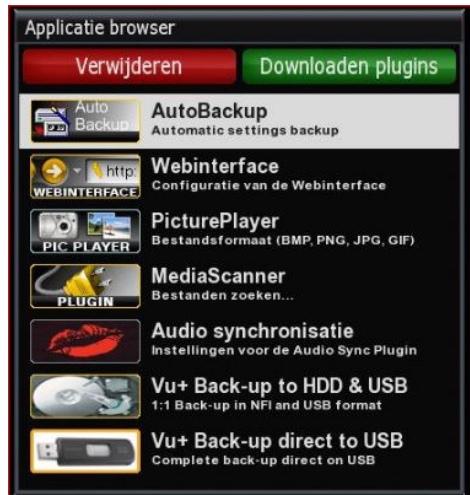 Applicatie browser
Verwijderen
Downloaden plugins
Auto
Backup
AutoBackup
Automatic settings backup
http:
WEBINTERFACE
Webinterface
Configuratie van de Webinterface
PIC PLAYER
PicturePlayer
Bestandsformaat (BMP, PNG, JPG, GIF)
PLUGIN
MediaScanner
Bestanden zoeken...
Audio synchronisatie
Instellingen voor de Audio Sync Plugin
Vu+ Back-up to HDD & USB
1:1 Back-up in NFI and USB format
Vu+ Back-up direct to USB
Complete back-up direct on USB